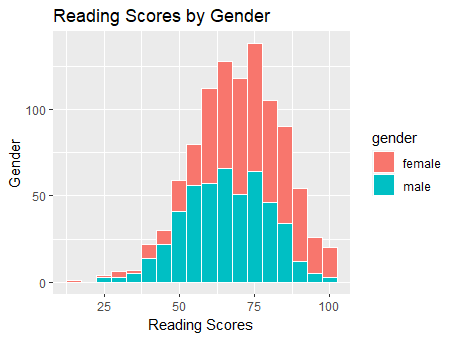 Reading Scores by Gender
Gender
100
50
0
25
50
75
100
Reading Scores
gender
female
male